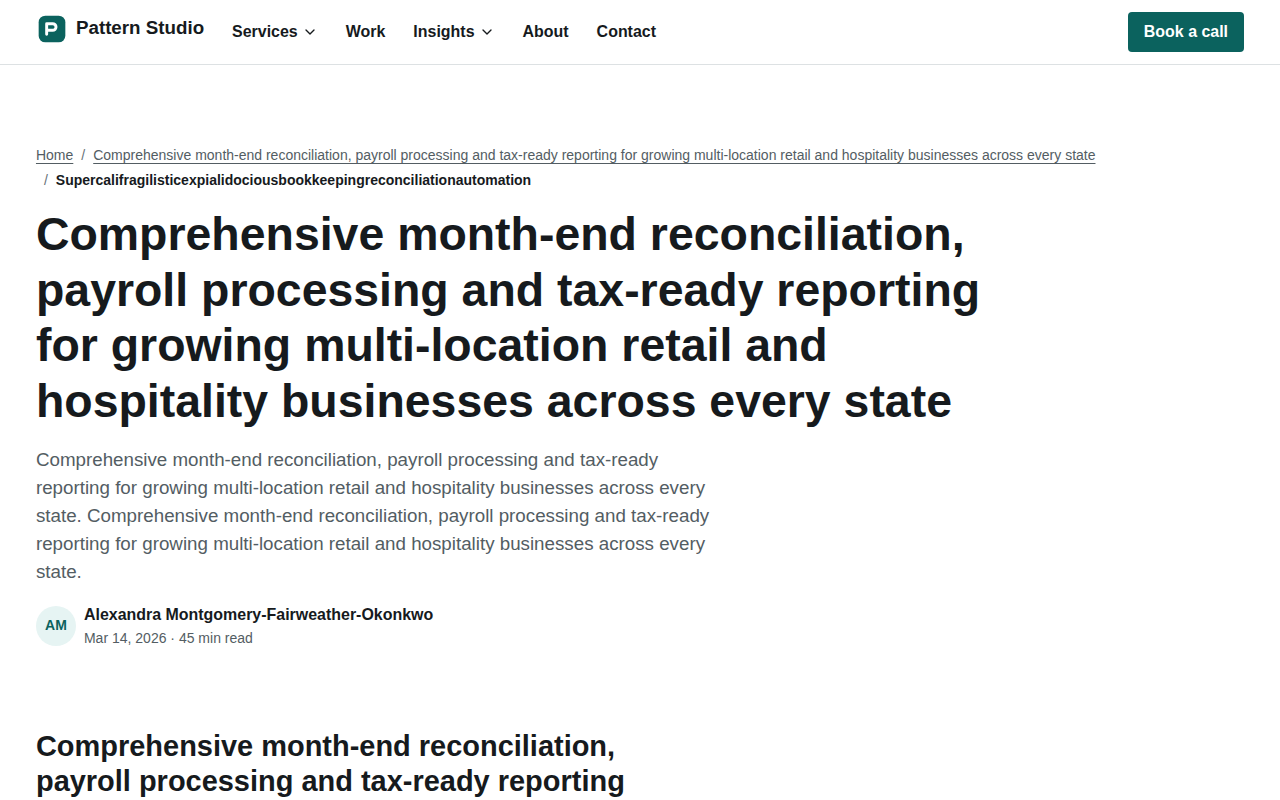 Pattern Studio Services Work Insights About Contact Book a call
Home / Comprehensive month-end reconciliation, payroll processing and tax-ready reporting for growing multi-location retail and hospitality businesses across every state
/ Supercalifragilisticexpialidociousbookkeepingreconciliationautomation
Comprehensive month-end reconciliation,
payroll processing and tax-ready reporting
for growing multi-location retail and
hospitality businesses across every state
Comprehensive month-end reconciliation, payroll processing and tax-ready
reporting for growing multi-location retail and hospitality businesses across every
state. Comprehensive month-end reconciliation, payroll processing and tax-ready
reporting for growing multi-location retail and hospitality businesses across every
state.
AM Alexandra Montgomery-Fairweather-Okonkwo
Mar 14, 2026 · 45 min read
Comprehensive month-end reconciliation,
payroll processing and tax-ready reporting